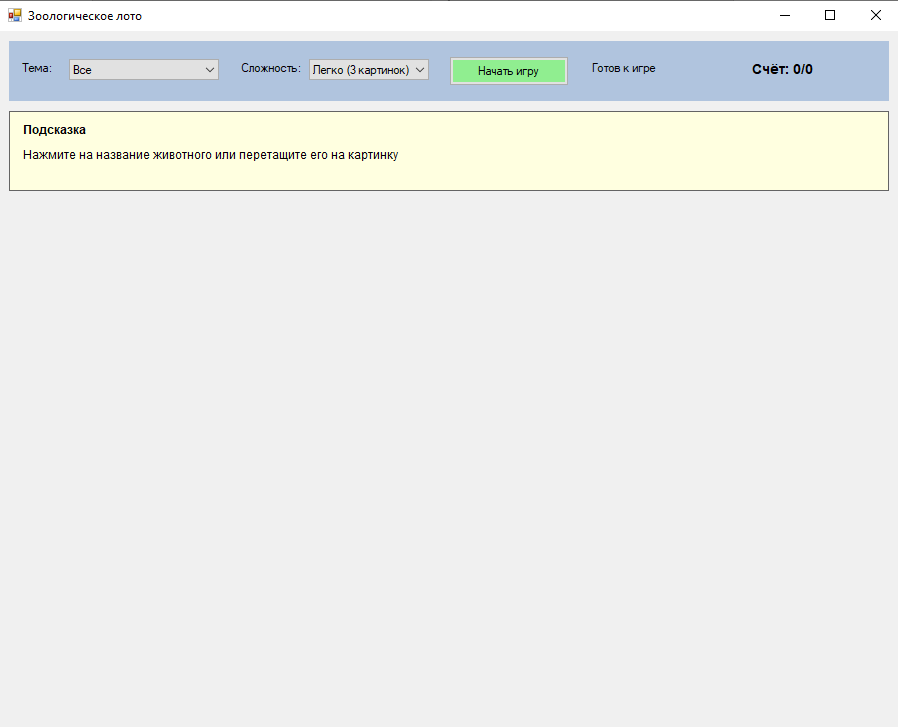 Зоологическое лото
Тема: Все Сложность: Легко (3 картинок) Начать игру Готов к игре Счёт: 0/0
Подсказка
Нажмите на название животного или перетащите его на картинку